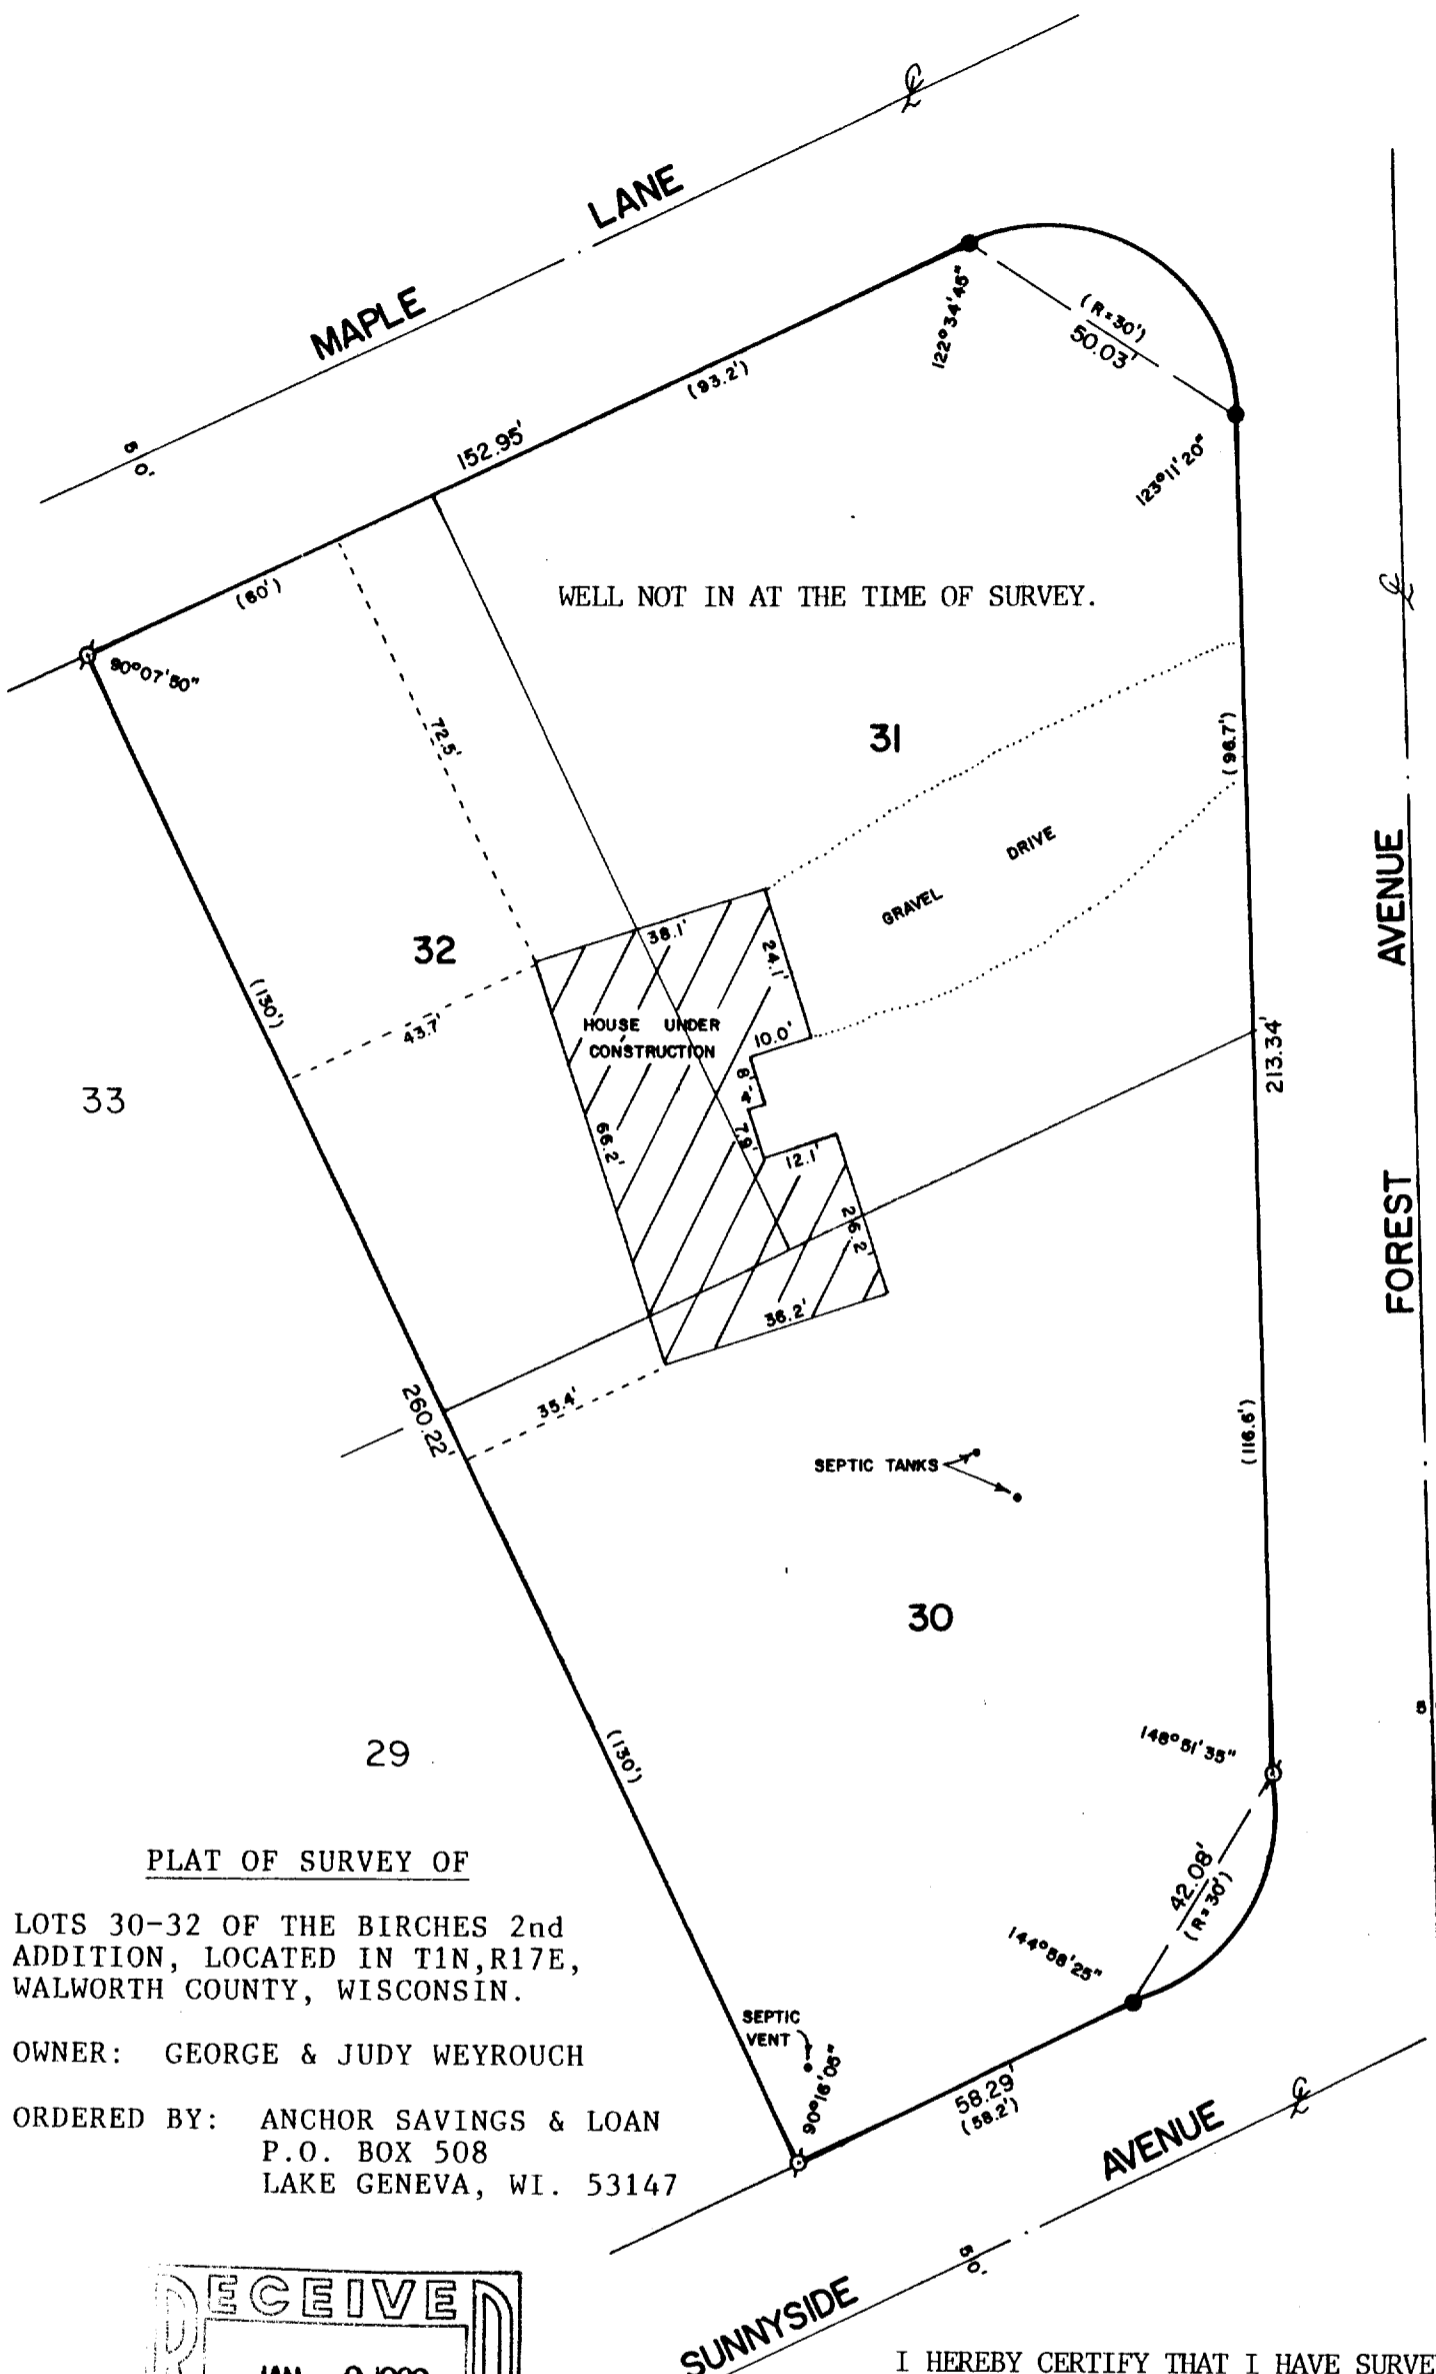 MAPLE LANE
℄
50'
122°34'45"
(R=30')
50.03'
(93.2')
152.95'
123°11'20"
(60')
90°07'50"
WELL NOT IN AT THE TIME OF SURVEY.
72.5'
31
(96.7')
℄
DRIVE
GRAVEL
FOREST AVENUE
32
38.1'
24.1'
(130')
43.7'
HOUSE UNDER
CONSTRUCTION
10.0'
213.34'
33
8'
4'
66.2'
7.9'
12.1'
26.2'
36.2'
260.22'
35.4'
(116.6')
SEPTIC TANKS
30
148°51'35"
5
29
(130')
42.08'
(R=30')
144°58'25"
PLAT OF SURVEY OF
LOTS 30-32 OF THE BIRCHES 2nd
ADDITION, LOCATED IN T1N,R17E,
WALWORTH COUNTY, WISCONSIN.
SEPTIC
VENT
90°16'05"
OWNER: GEORGE & JUDY WEYROUCH
58.29'
(58.2')
ORDERED BY: ANCHOR SAVINGS & LOAN
P.O. BOX 508
LAKE GENEVA, WI. 53147
SUNNYSIDE AVENUE
℄
50'
RECEIVED
JAN
I HEREBY CERTIFY THAT I HAVE SURVE